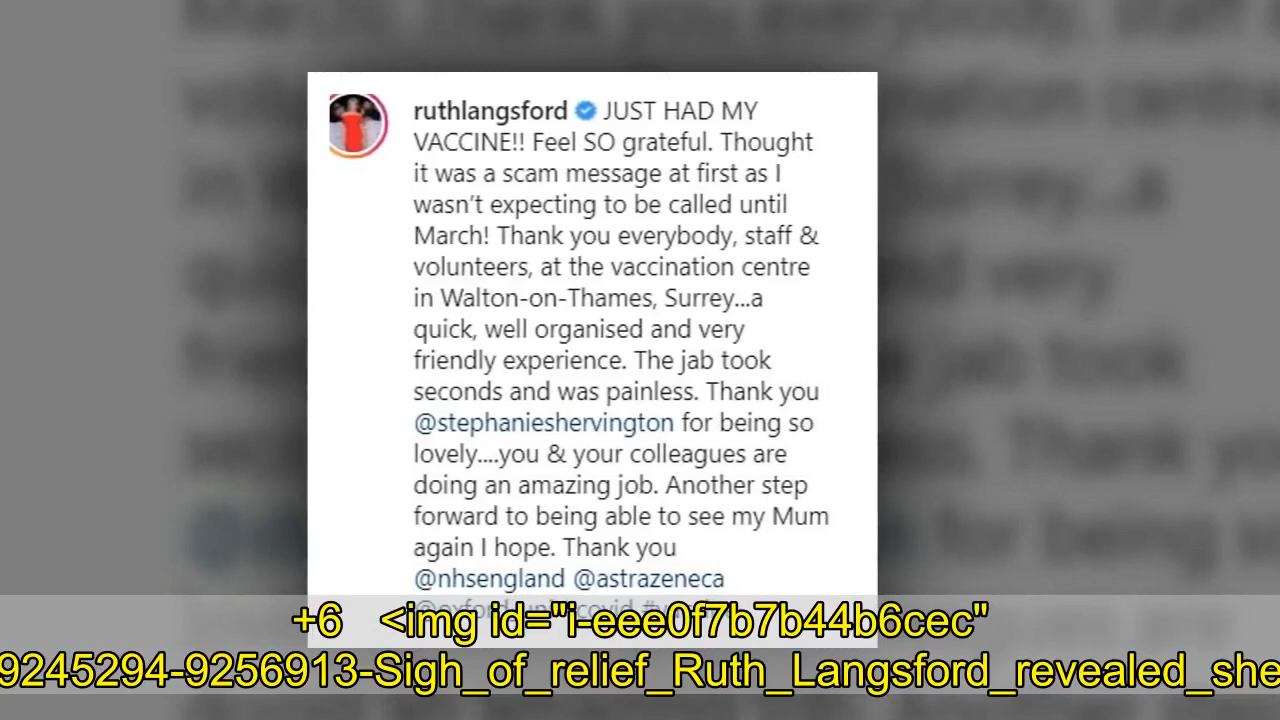 ruthlangsford JUST HAD MY
VACCINE!! Feel SO grateful. Thought
it was a scam message at first as I
wasn't expecting to be called until
March! Thank you everybody, staff &
volunteers, at the vaccination centre
in Walton-on-Thames, Surrey...a
quick, well organised and very
friendly experience. The jab took
seconds and was painless. Thank you
@stephanieshervington for being so
lovely....you & your colleagues are
doing an amazing job. Another step
forward to being able to see my Mum
again I hope. Thank you
@nhsengland @astrazeneca
+6 <img id="i-eee0f7b7b44b6cec"
9245294-9256913-Sigh_of_relief_Ruth_Langsford_revealed_she